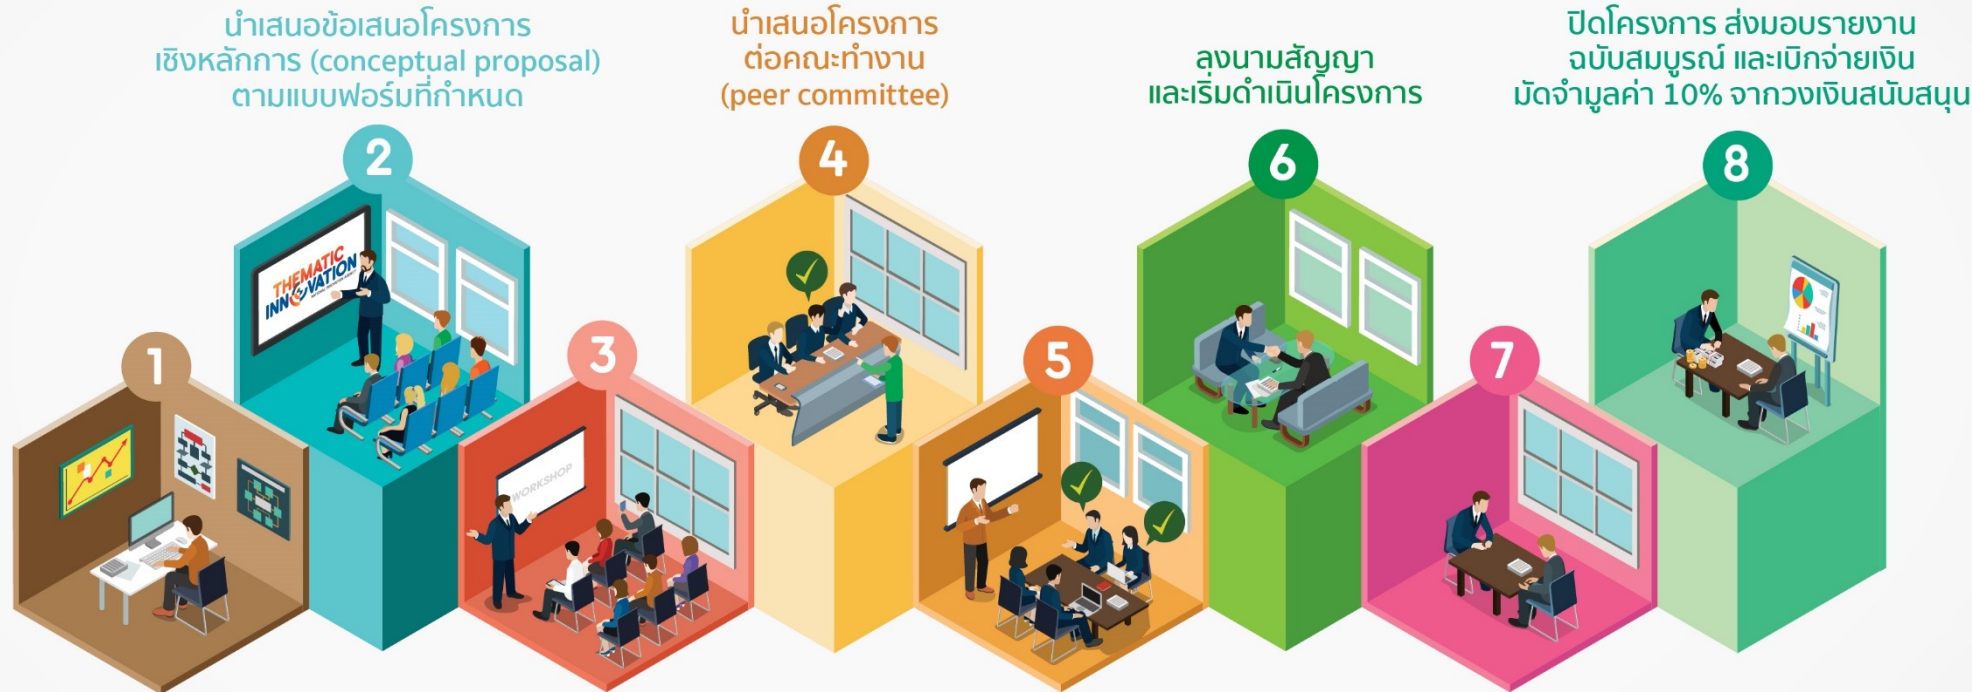 นำเสนอข้อเสนอโครงการ
เชิงหลักการ (conceptual proposal)
ตามแบบฟอร์มที่กำหนด
นำเสนอโครงการ
ต่อคณะทำงาน
(peer committee)
ลงนามสัญญา
และเริ่มดำเนินโครงการ
ปิดโครงการ ส่งมอบรายงาน
ฉบับสมบูรณ์ และเบิกจ่ายเงิน
มัดจำมูลค่า 10% จากวงเงินสนับสนุน
2
4
6
8
THEMATIC
INNOVATION
1
3
5
7
WORKSHOP